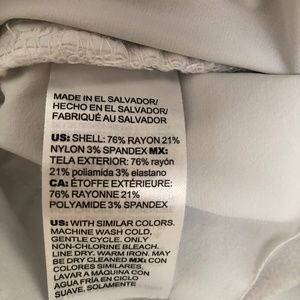 MADE IN EL SALVADOR/
HECHO EN EL SALVADOR/
FABRIQUÉ AU SALVADOR
US: SHELL: 76% RAYON 21%
NYLON 3% SPANDEX MX:
TELA EXTERIOR: 76% rayón
21% poliamida 3% elastano
CA: ÉTOFFE EXTÉRIEURE:
76% RAYONNE 21%
POLYAMIDE 3% SPANDEX
US: WITH SIMILAR COLORS.
MACHINE WASH COLD,
GENTLE CYCLE. ONLY
NON-CHLORINE BLEACH.
LINE DRY. WARM IRON. MAY
BE DRY CLEANED MX: CON
COLORES SIMILARES.
LAVAR A MÁQUINA CON
AGUA FRÍA EN CICLO
SUAVE. SOLAMENTE